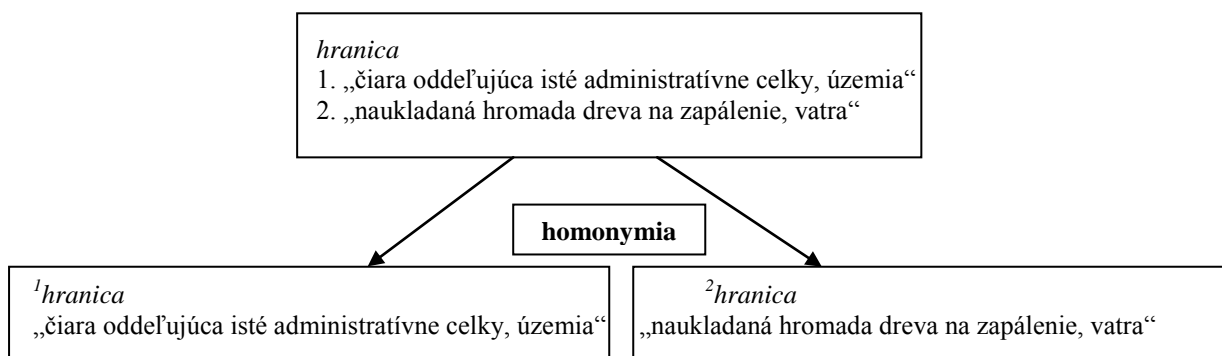 hranica
1. „čiara oddeľujúca isté administratívne celky, územia“
2. „naukladaná hromada dreva na zapálenie, vatra“
homonymia
¹hranica
„čiara oddeľujúca isté administratívne celky, územia“
²hranica
„naukladaná hromada dreva na zapálenie, vatra“